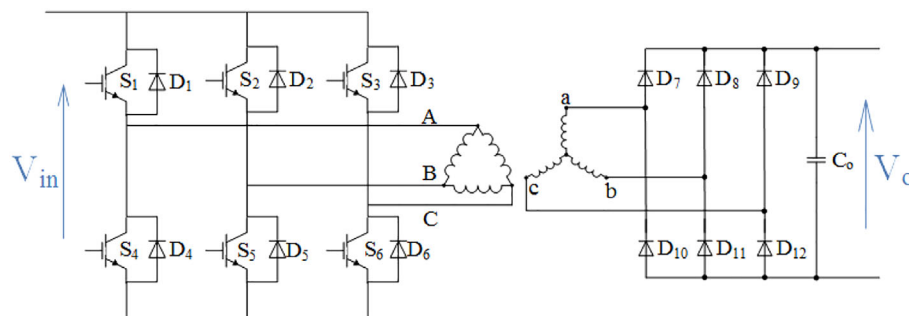 S1 D1 S2 D2 S3 D3
D7 D8 D9
a
A
Vin
B
c b
Co
Vo
C
S4 D4 S5 D5 S6 D6
D10 D11 D12